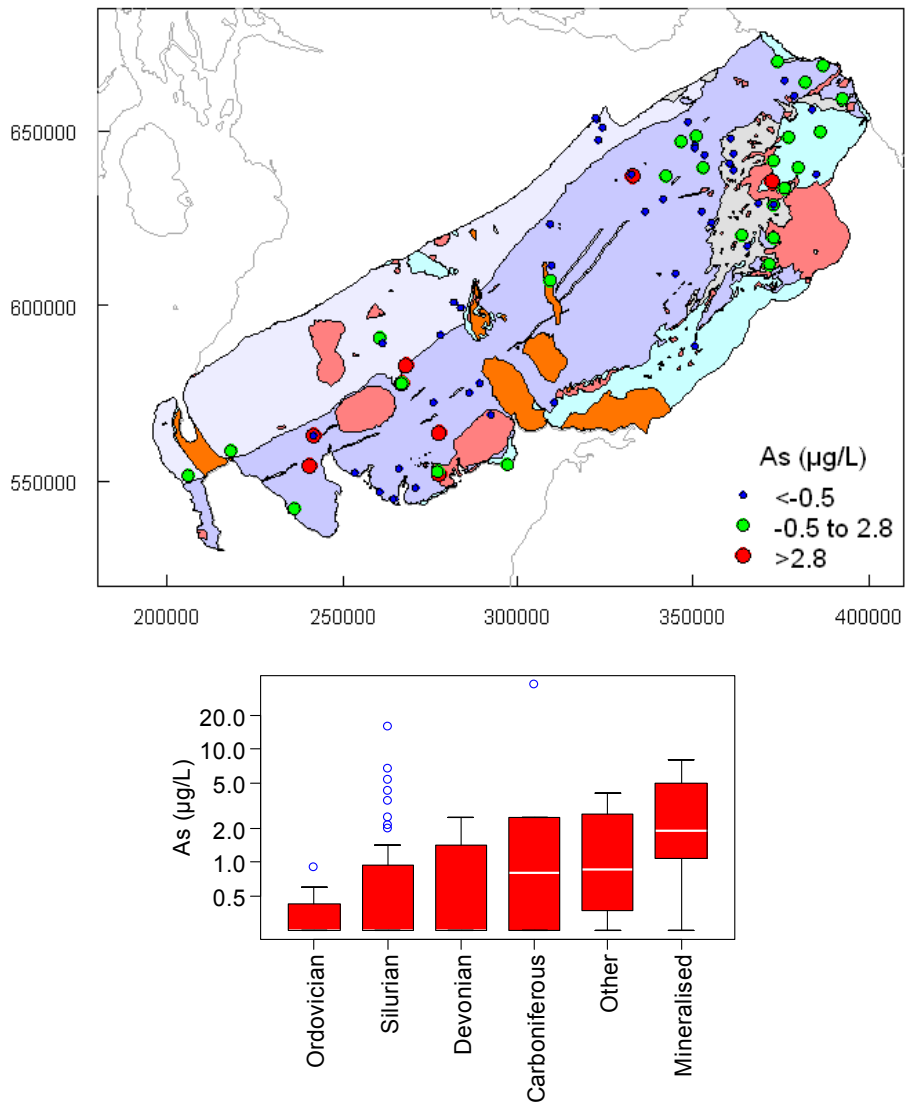 650000
600000
550000
As (µg/L)
<-0.5
-0.5 to 2.8
>2.8
200000 250000 300000 350000 400000
As (µg/L)
20.0
10.0
5.0
2.0
1.0
0.5
Ordovician
Silurian
Devonian
Carboniferous
Other
Mineralised